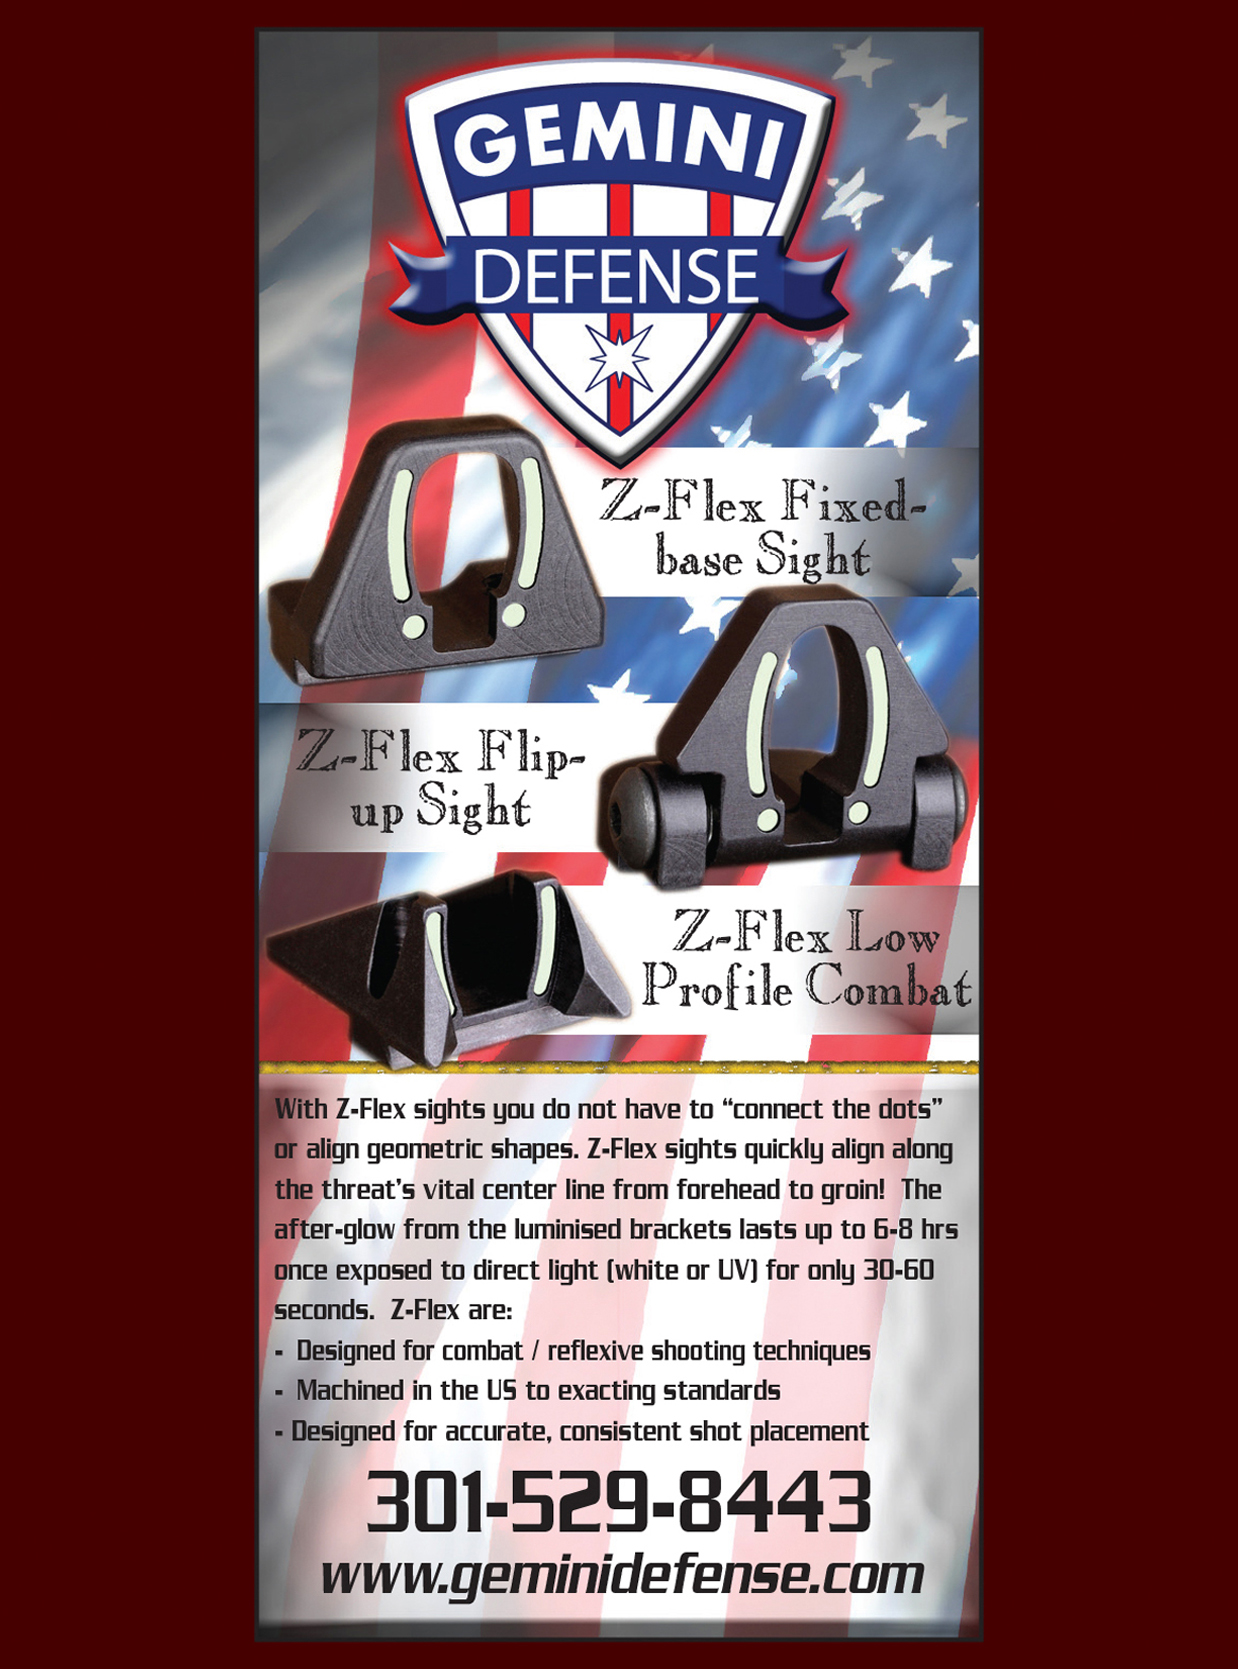 GEMINI
DEFENSE
Z-Flex Fixed-
base Sight
Z-Flex Flip-
up Sight
Z-Flex Low
Profile Combat
With Z-Flex sights you do not have to “connect the dots”
or align geometric shapes. Z-Flex sights quickly align along
the threat’s vital center line from forehead to groin!  The
after-glow from the luminised brackets lasts up to 6-8 hrs
once exposed to direct light (white or UV) for only 30-60
seconds.  Z-Flex are:
-  Designed for combat / reflexive shooting techniques
-  Machined in the US to exacting standards
- Designed for accurate, consistent shot placement
301-529-8443
www.geminidefense.com